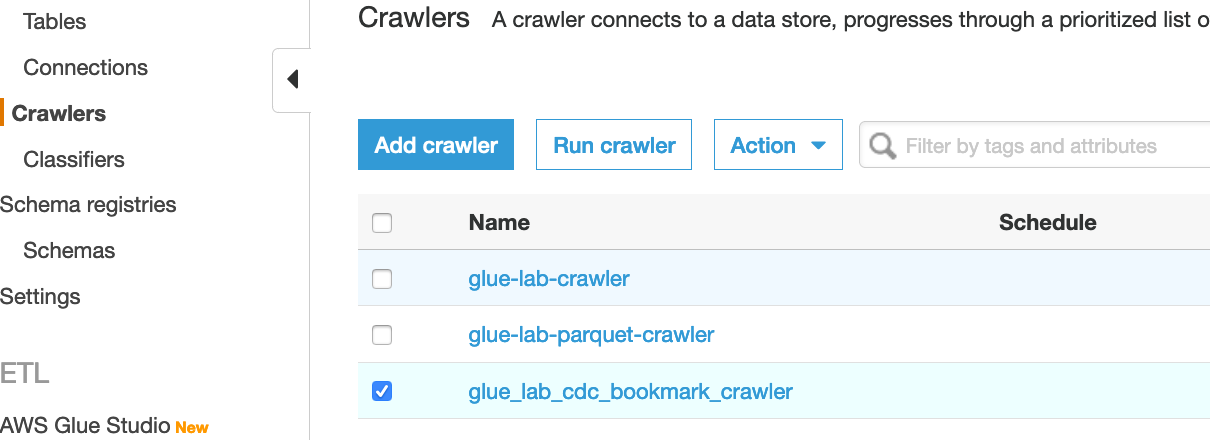 Tables
Connections
Crawlers
Classifiers
Schema registries
Schemas
Settings
ETL
AWS Glue Studio New
Crawlers A crawler connects to a data store, progresses through a prioritized list o
Add crawler Run crawler Action Filter by tags and attributes
Name Schedule
glue-lab-crawler
glue-lab-parquet-crawler
glue_lab_cdc_bookmark_crawler